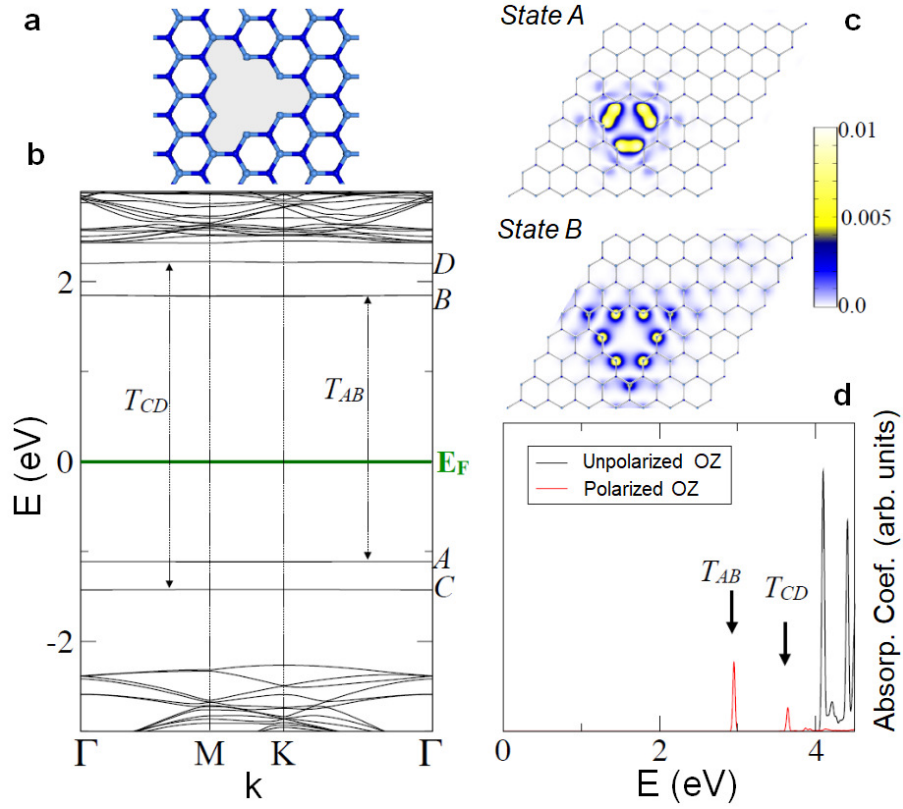 a
State A
c
b
0.01
0.005
0.0
State B
d
E (eV)
2
0
-2
D
B
T_CD
T_AB
E_F
A
C
Γ M K Γ
k
Unpolarized OZ
Polarized OZ
T_AB
T_CD
Absorp. Coef. (arb. units)
0 2 4
E (eV)